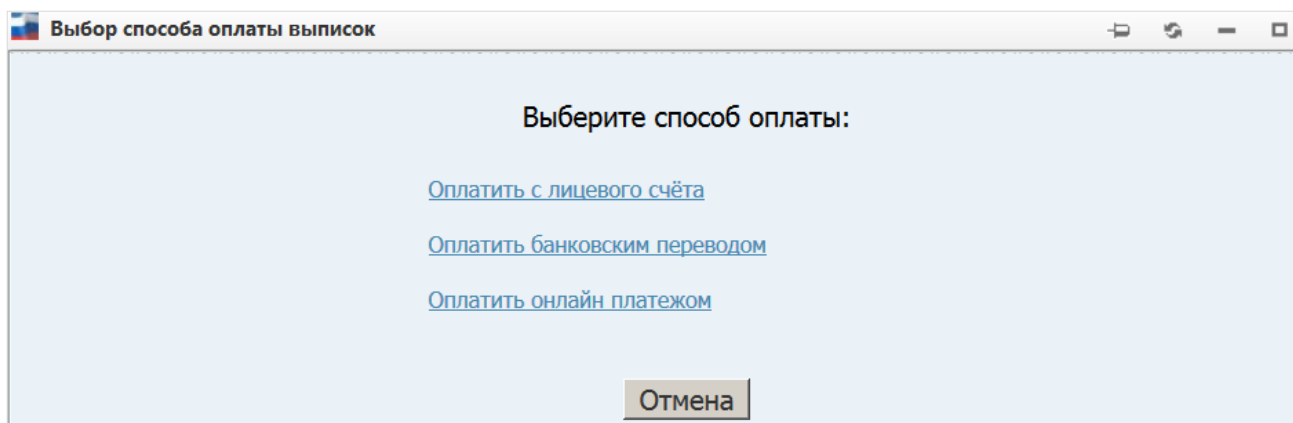 Выбор способа оплаты выписок
Выберите способ оплаты:
Оплатить с лицевого счёта
Оплатить банковским переводом
Оплатить онлайн платежом
Отмена